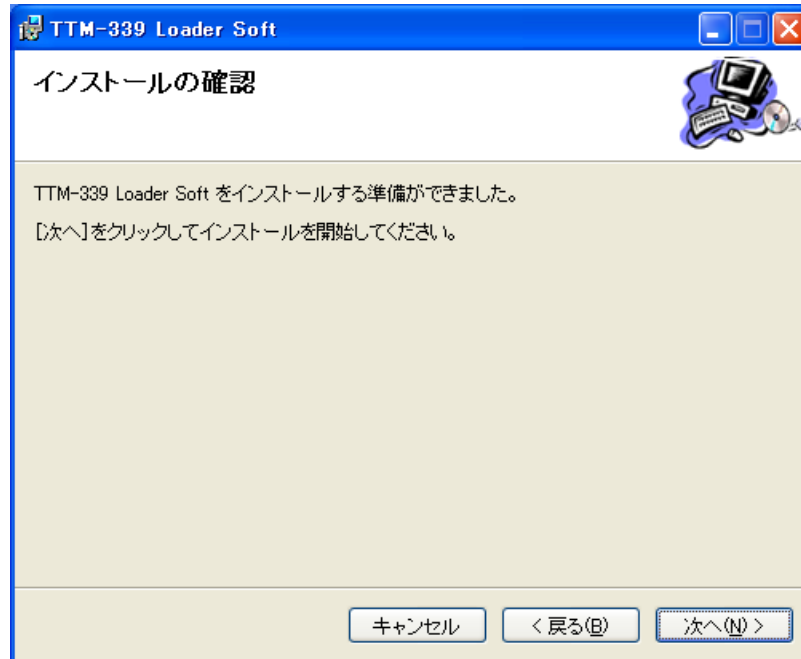 TTM-339 Loader Soft
インストールの確認
TTM-339 Loader Soft をインストールする準備ができました。
[次へ]をクリックしてインストールを開始してください。
キャンセル
< 戻る(B)
次へ(N) >